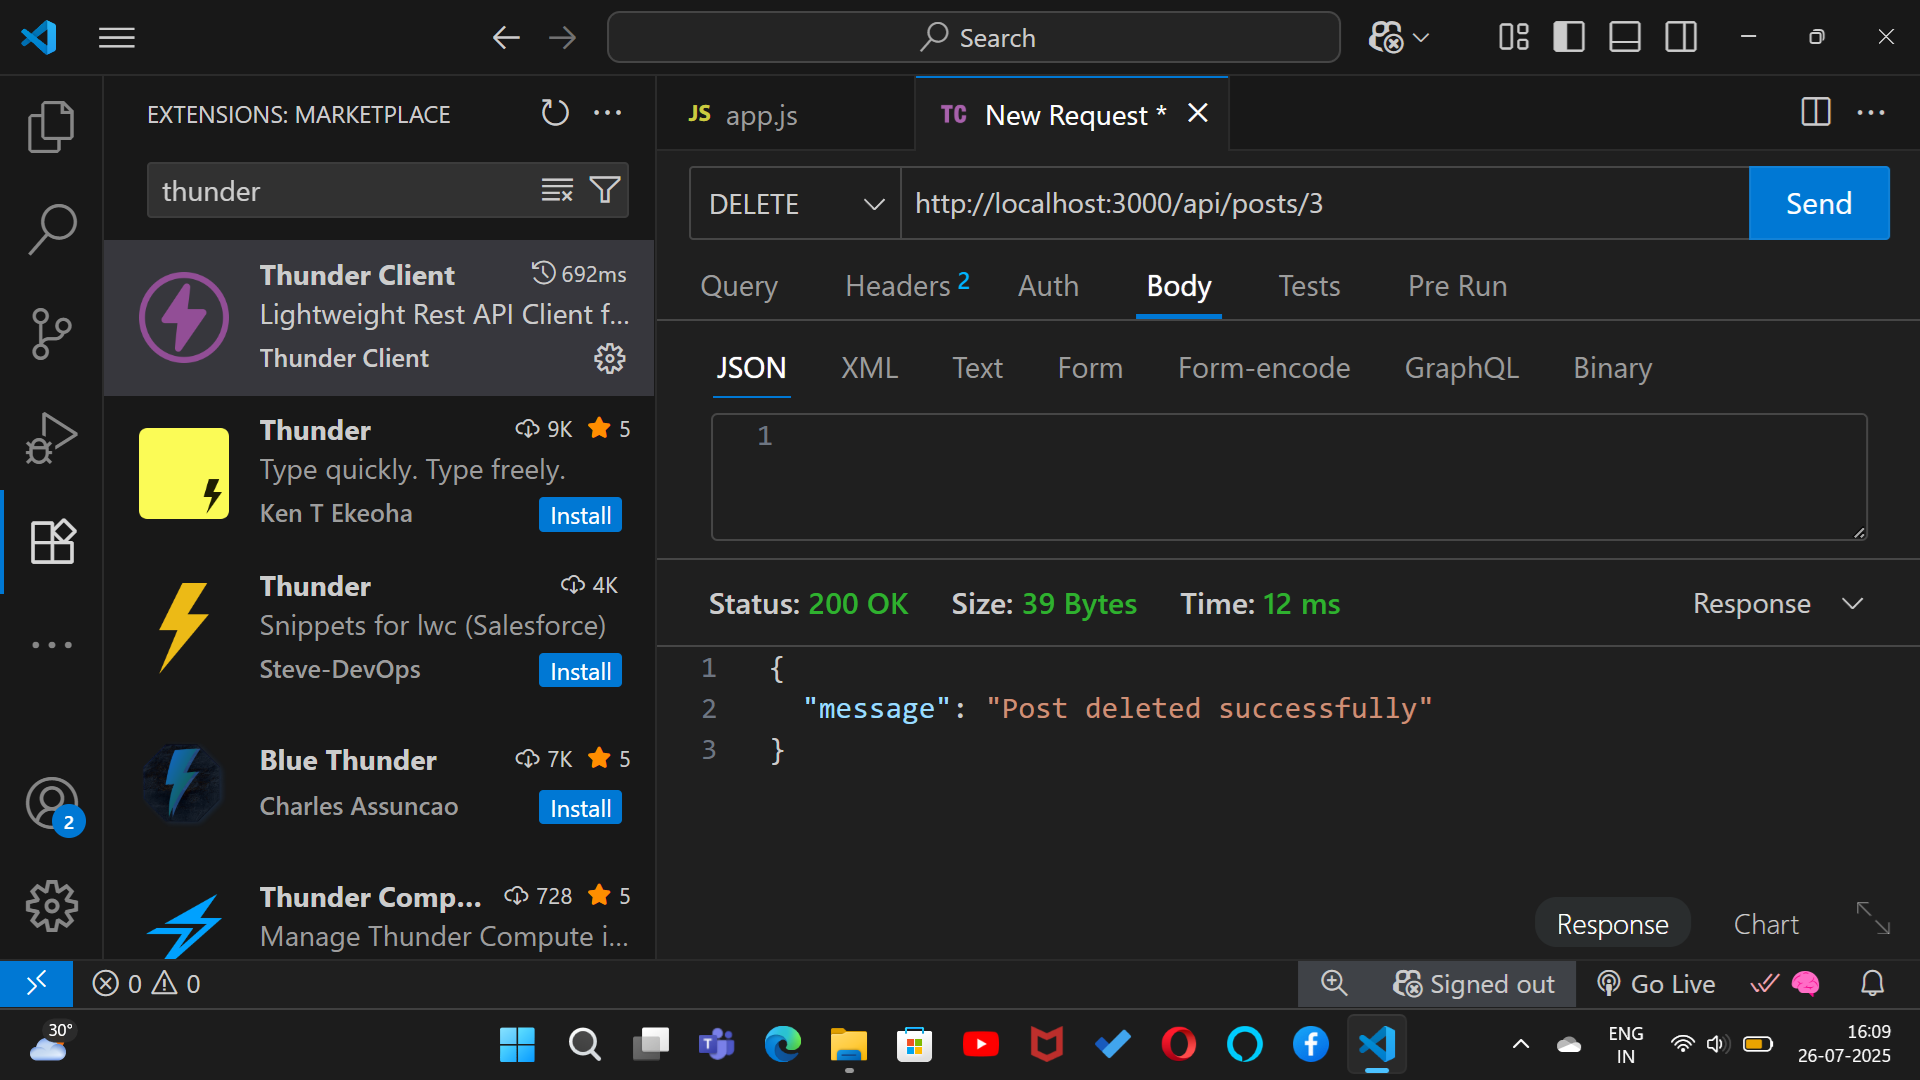 Search
EXTENSIONS: MARKETPLACE
thunder
Thunder Client 692ms
Lightweight Rest API Client f...
Thunder Client
Thunder 9K 5
Type quickly. Type freely.
Ken T Ekeoha Install
Thunder 4K
Snippets for lwc (Salesforce)
Steve-DevOps Install
Blue Thunder 7K 5
Charles Assuncao Install
Thunder Comp... 728 5
Manage Thunder Compute i...
2
JS app.js
TC New Request *
DELETE http://localhost:3000/api/posts/3 Send
Query Headers 2 Auth Body Tests Pre Run
JSON XML Text Form Form-encode GraphQL Binary
1
Status: 200 OK Size: 39 Bytes Time: 12 ms Response
1 {
2 "message": "Post deleted successfully"
3 }
Response Chart
0 0 Signed out Go Live
30°
ENG
IN
16:09
26-07-2025